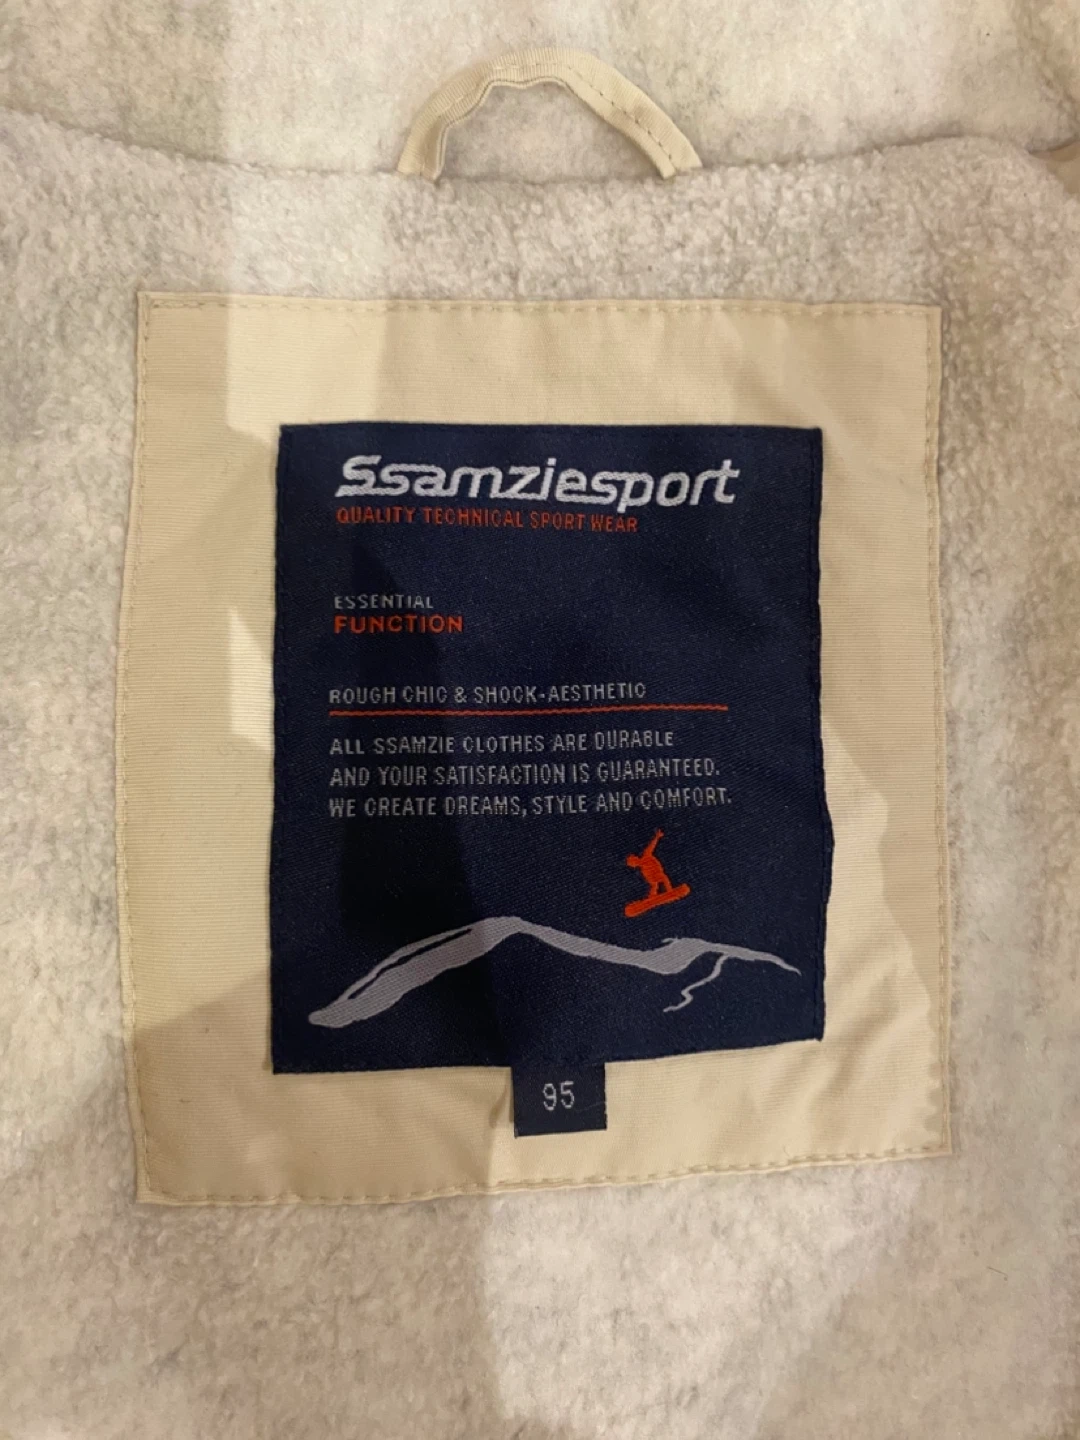 Ssamziesport
QUALITY TECHNICAL SPORT WEAR
ESSENTIAL
FUNCTION
ROUGH CHIC & SHOCK-AESTHETIC
ALL SSAMZIE CLOTHES ARE DURABLE
AND YOUR SATISFACTION IS GUARANTEED.
WE CREATE DREAMS, STYLE AND COMFORT.
95